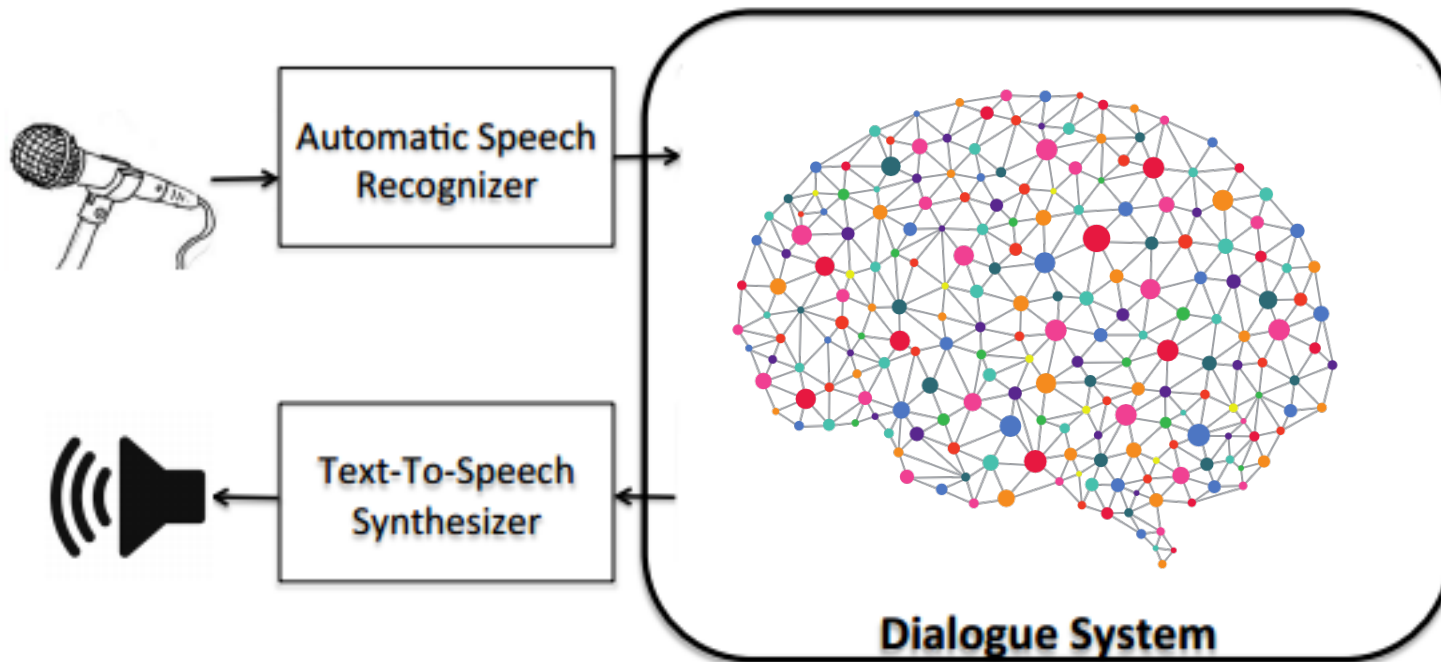 Automatic Speech
Recognizer
Text-To-Speech
Synthesizer
Dialogue System